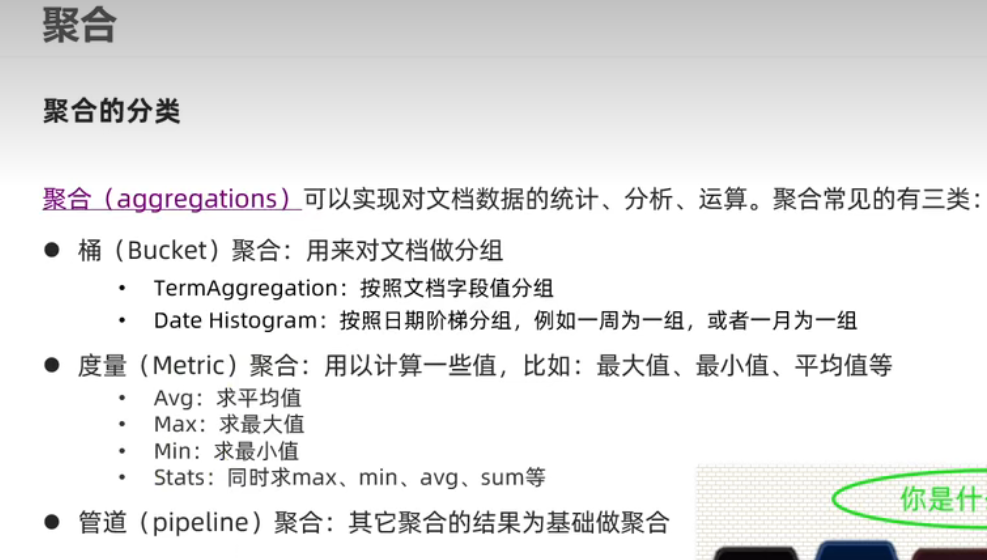 聚合
聚合的分类
聚合（aggregations）可以实现对文档数据的统计、分析、运算。聚合常见的有三类：
● 桶（Bucket）聚合：用来对文档做分组
• TermAggregation：按照文档字段值分组
• Date Histogram：按照日期阶梯分组，例如一周为一组，或者一月为一组
● 度量（Metric）聚合：用以计算一些值，比如：最大值、最小值、平均值等
• Avg：求平均值
• Max：求最大值
• Min：求最小值
• Stats：同时求max、min、avg、sum等
● 管道（pipeline）聚合：其它聚合的结果为基础做聚合
你是什